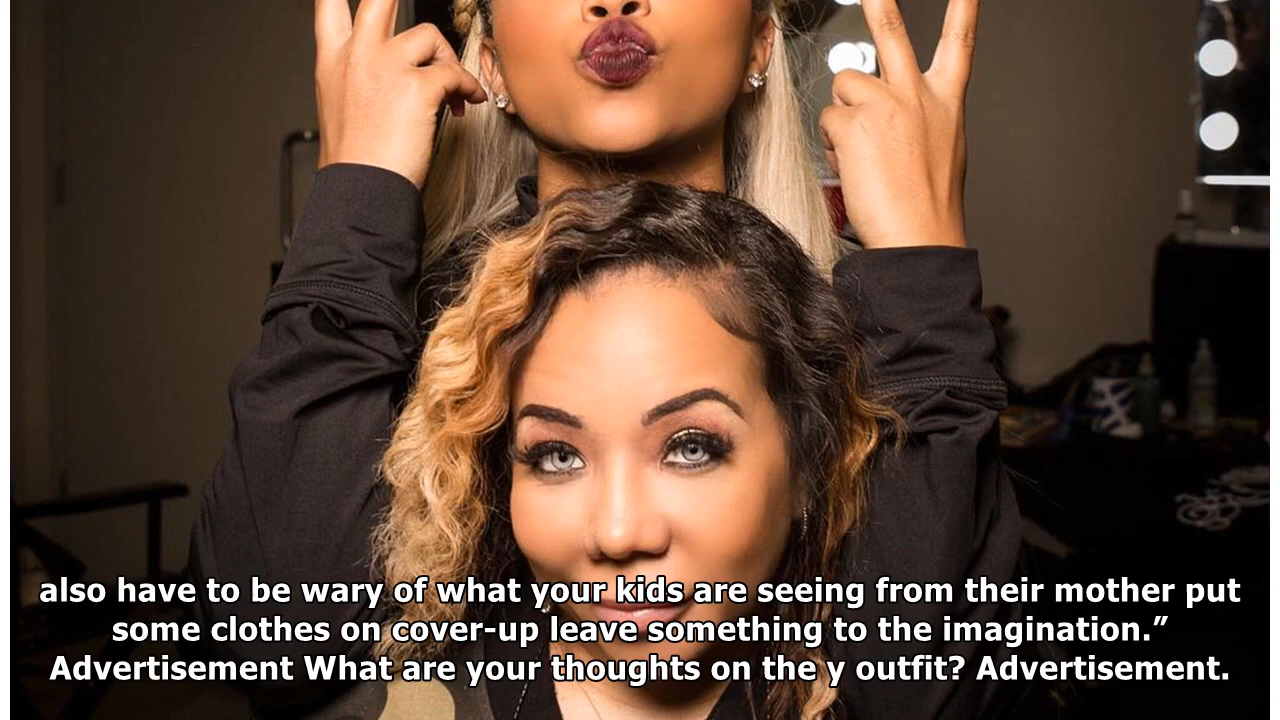 also have to be wary of what your kids are seeing from their mother put
some clothes on cover-up leave something to the imagination.”
Advertisement What are your thoughts on the y outfit? Advertisement.